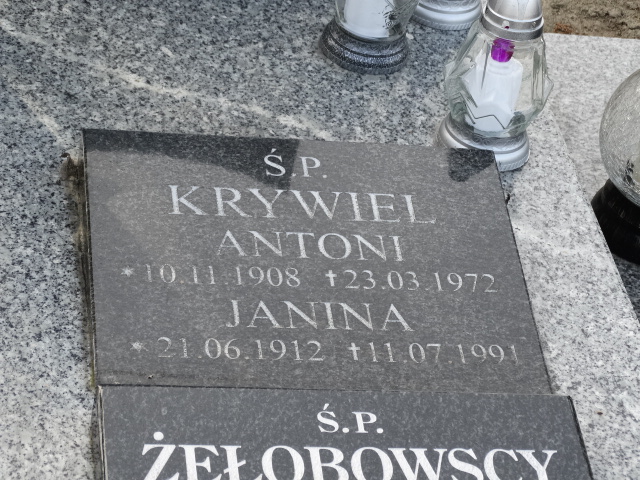 Ś.P.
KRYWIEL
ANTONI
*10.11.1908 †23.03.1972
JANINA
*21.06.1912 †11.07.1991
Ś.P.
ŻEŁOBOWSCY